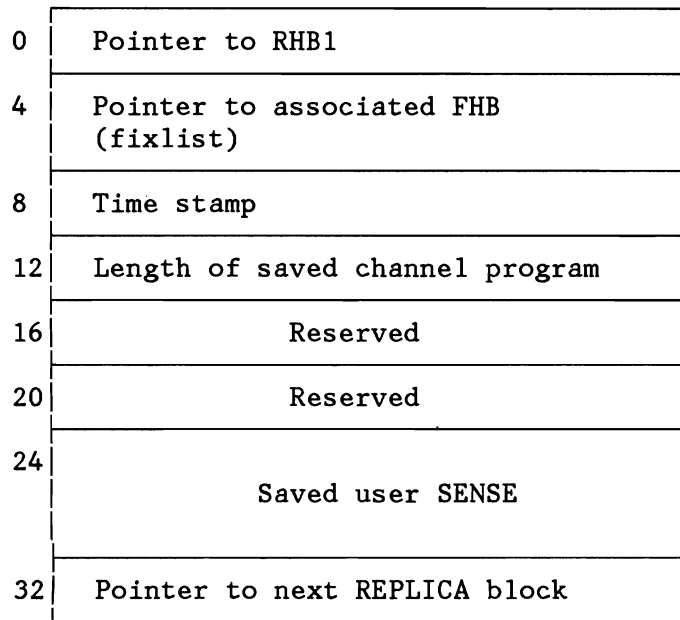 0 Pointer to RHB1
4 Pointer to associated FHB
(fixlist)
8 Time stamp
12 Length of saved channel program
16 Reserved
20 Reserved
24
Saved user SENSE
32 Pointer to next REPLICA block